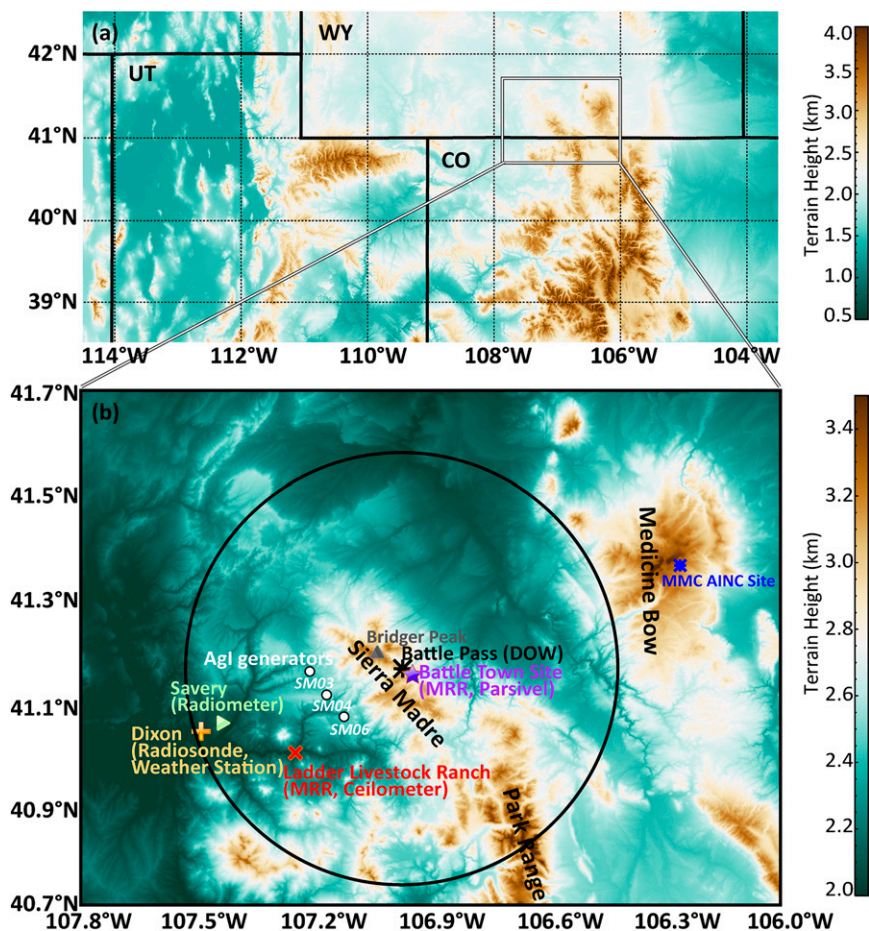 (a)
WY
UT
CO
42°N
41°N
40°N
39°N
114°W 112°W 110°W 108°W 106°W 104°W
4.0
3.5
3.0
2.5
2.0
1.5
1.0
0.5
Terrain Height (km)
(b)
41.7°N
41.5°N
41.3°N
41.1°N
40.9°N
40.7°N
107.8°W 107.5°W 107.2°W 106.9°W 106.6°W 106.3°W 106.0°W
Medicine Bow
MMC AINC Site
Bridger Peak
Battle Pass (DOW)
Sierra Madre
Battle Town Site
(MRR, Parsivel)
AgI generators
SM03
SM04
SM06
Savery
(Radiometer)
Dixon
(Radiosonde,
Weather Station)
Ladder Livestock Ranch
(MRR, Ceilometer)
Park Range
3.4
3.2
3.0
2.8
2.6
2.4
2.2
2.0
Terrain Height (km)